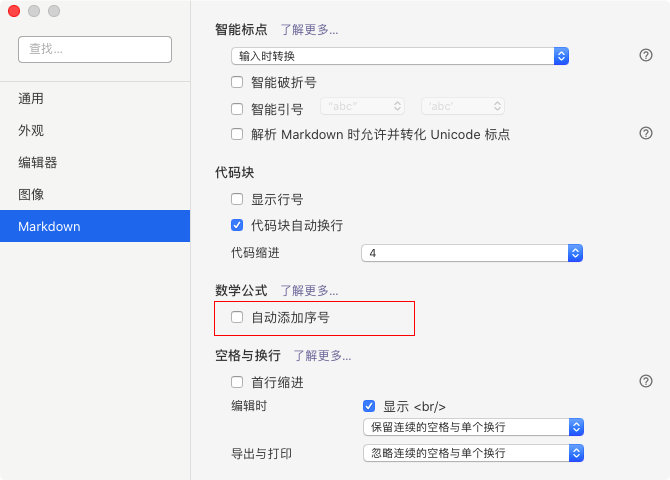 查找...
通用
外观
编辑器
图像
Markdown
智能标点 了解更多...
输入时转换
智能破折号
智能引号 "abc" 'abc'
解析 Markdown 时允许并转化 Unicode 标点
代码块
显示行号
代码块自动换行
代码缩进 4
数学公式 了解更多...
自动添加序号
空格与换行 了解更多...
首行缩进
编辑时 显示 <br/>
保留连续的空格与单个换行
导出与打印 忽略连续的空格与单个换行